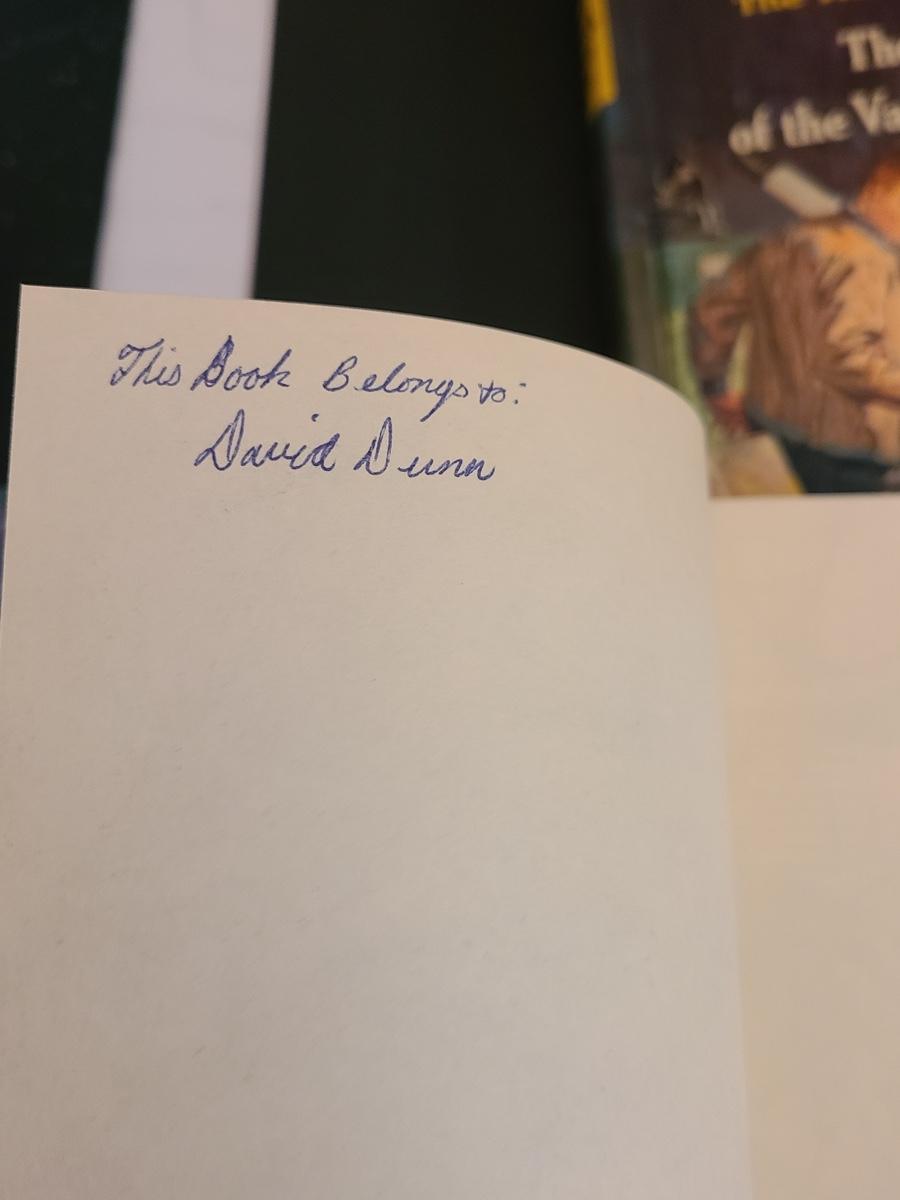 The
of the Va
This Book Belongs to:
David Dunn